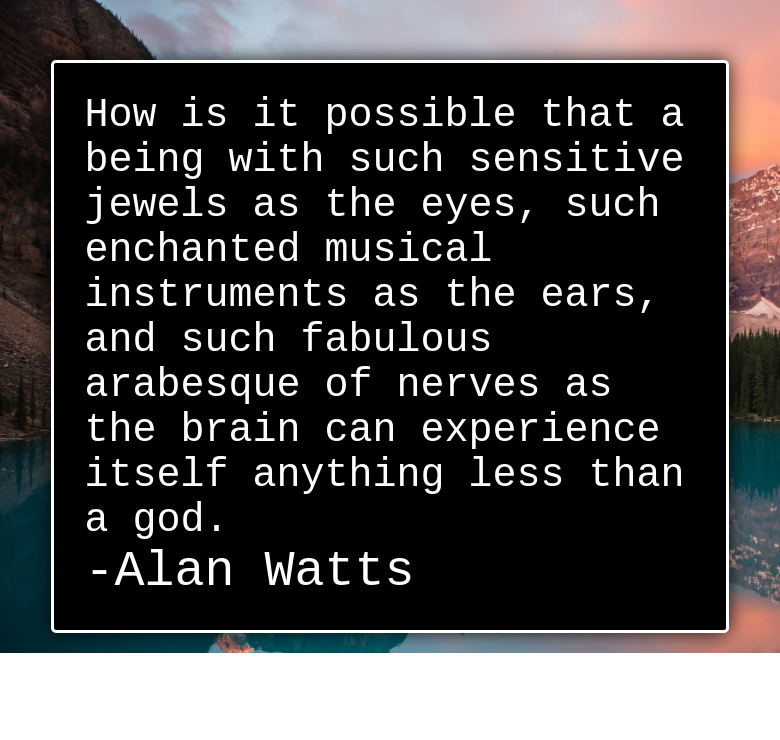 How is it possible that a
being with such sensitive
jewels as the eyes, such
enchanted musical
instruments as the ears,
and such fabulous
arabesque of nerves as
the brain can experience
itself anything less than
a god.
-Alan Watts